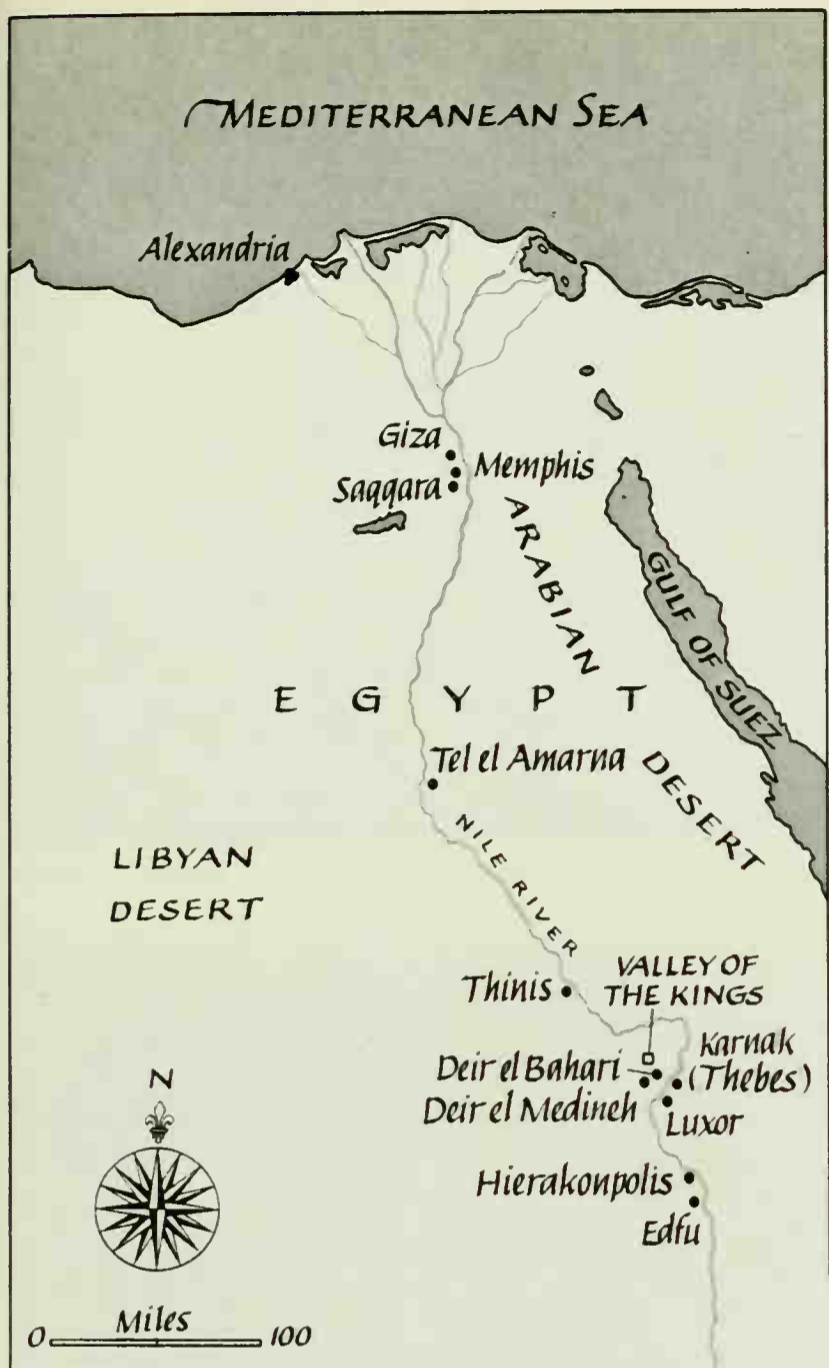 MEDITERRANEAN SEA
Alexandria
Giza
Memphis
Saqqara
ARABIAN DESERT
GULF OF SUEZ
EGYPT
Tel el Amarna
NILE RIVER
LIBYAN
DESERT
Thinis
VALLEY OF
THE KINGS
Karnak
(Thebes)
Deir el Bahari
Deir el Medineh
Luxor
Hierakonpolis
Edfu
N
Miles
0 100